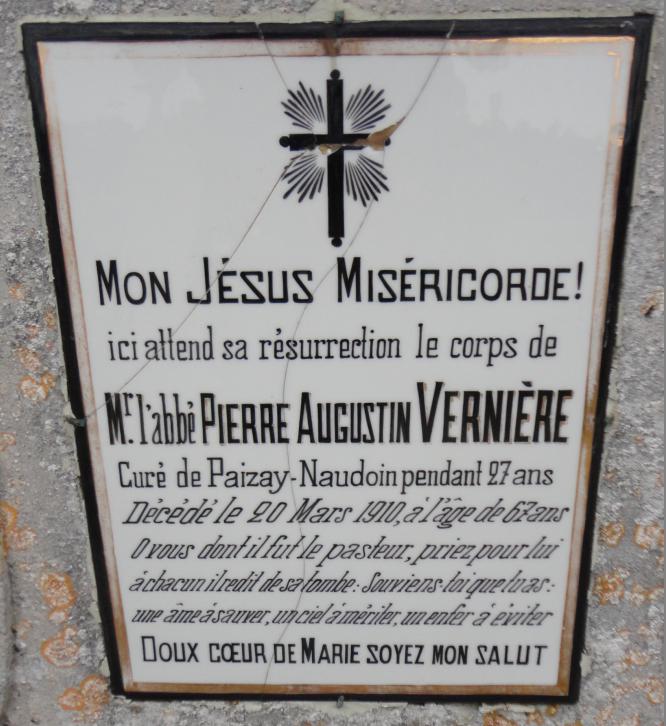 Mon Jésus Miséricorde!
ici attend sa résurrection le corps de
Mr. l'abbé Pierre Augustin Vernière
Curé de Paizay-Naudoin pendant 27 ans
Décédé le 20 Mars 1910, à l'âge de 67 ans
O vous dont il fut le pasteur, priez pour lui
à chacun il redit de sa tombe: Souviens-toi que tu as:
une âme à sauver, un ciel à mériter, un enfer à éviter
Doux cœur de Marie soyez mon salut